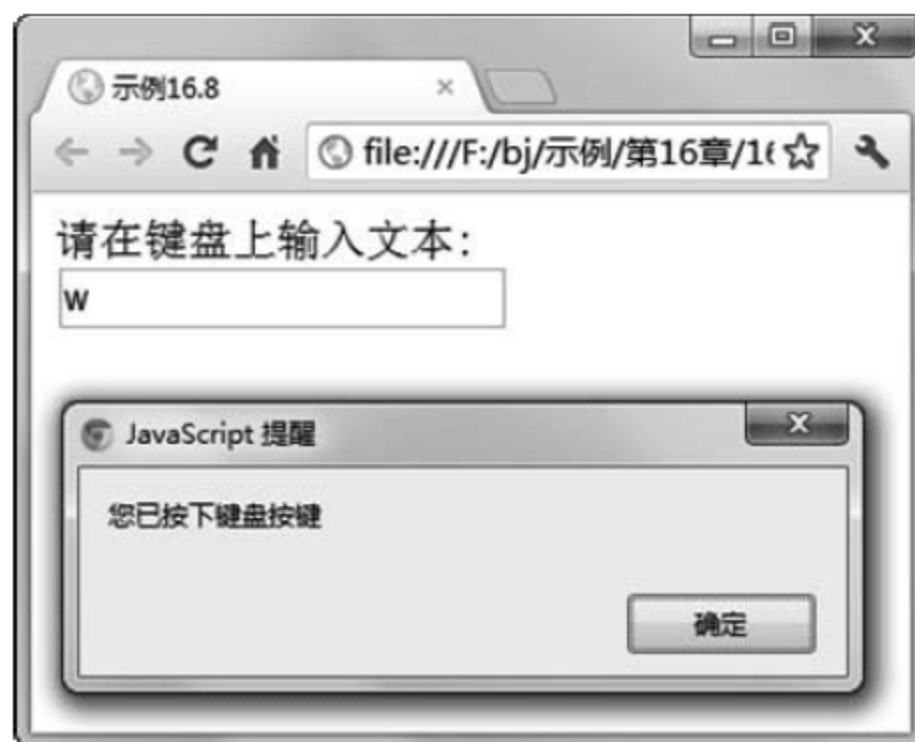 示例16.8
file:///F:/bj/示例/第16章/16
请在键盘上输入文本:
w
JavaScript 提醒
您已按下键盘按键
确定